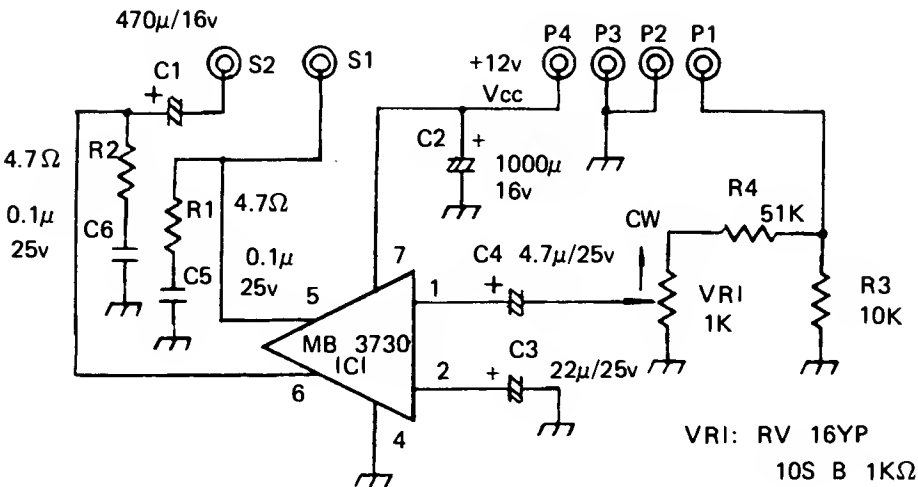 470μ/16v
P4 P3 P2 P1
C1
S2
S1
+12v
Vcc
+
R2
4.7Ω
0.1μ
25v
C6
R1
C5
4.7Ω
0.1μ
25v
C2
+
1000μ
16v
R4
51K
CW
7
C4 4.7μ/25v
+
1
5
VR1
1K
R3
10K
MB 3730
IC1
C3
+
2
22μ/25v
6
4
VR1: RV 16YP
10S B 1KΩ